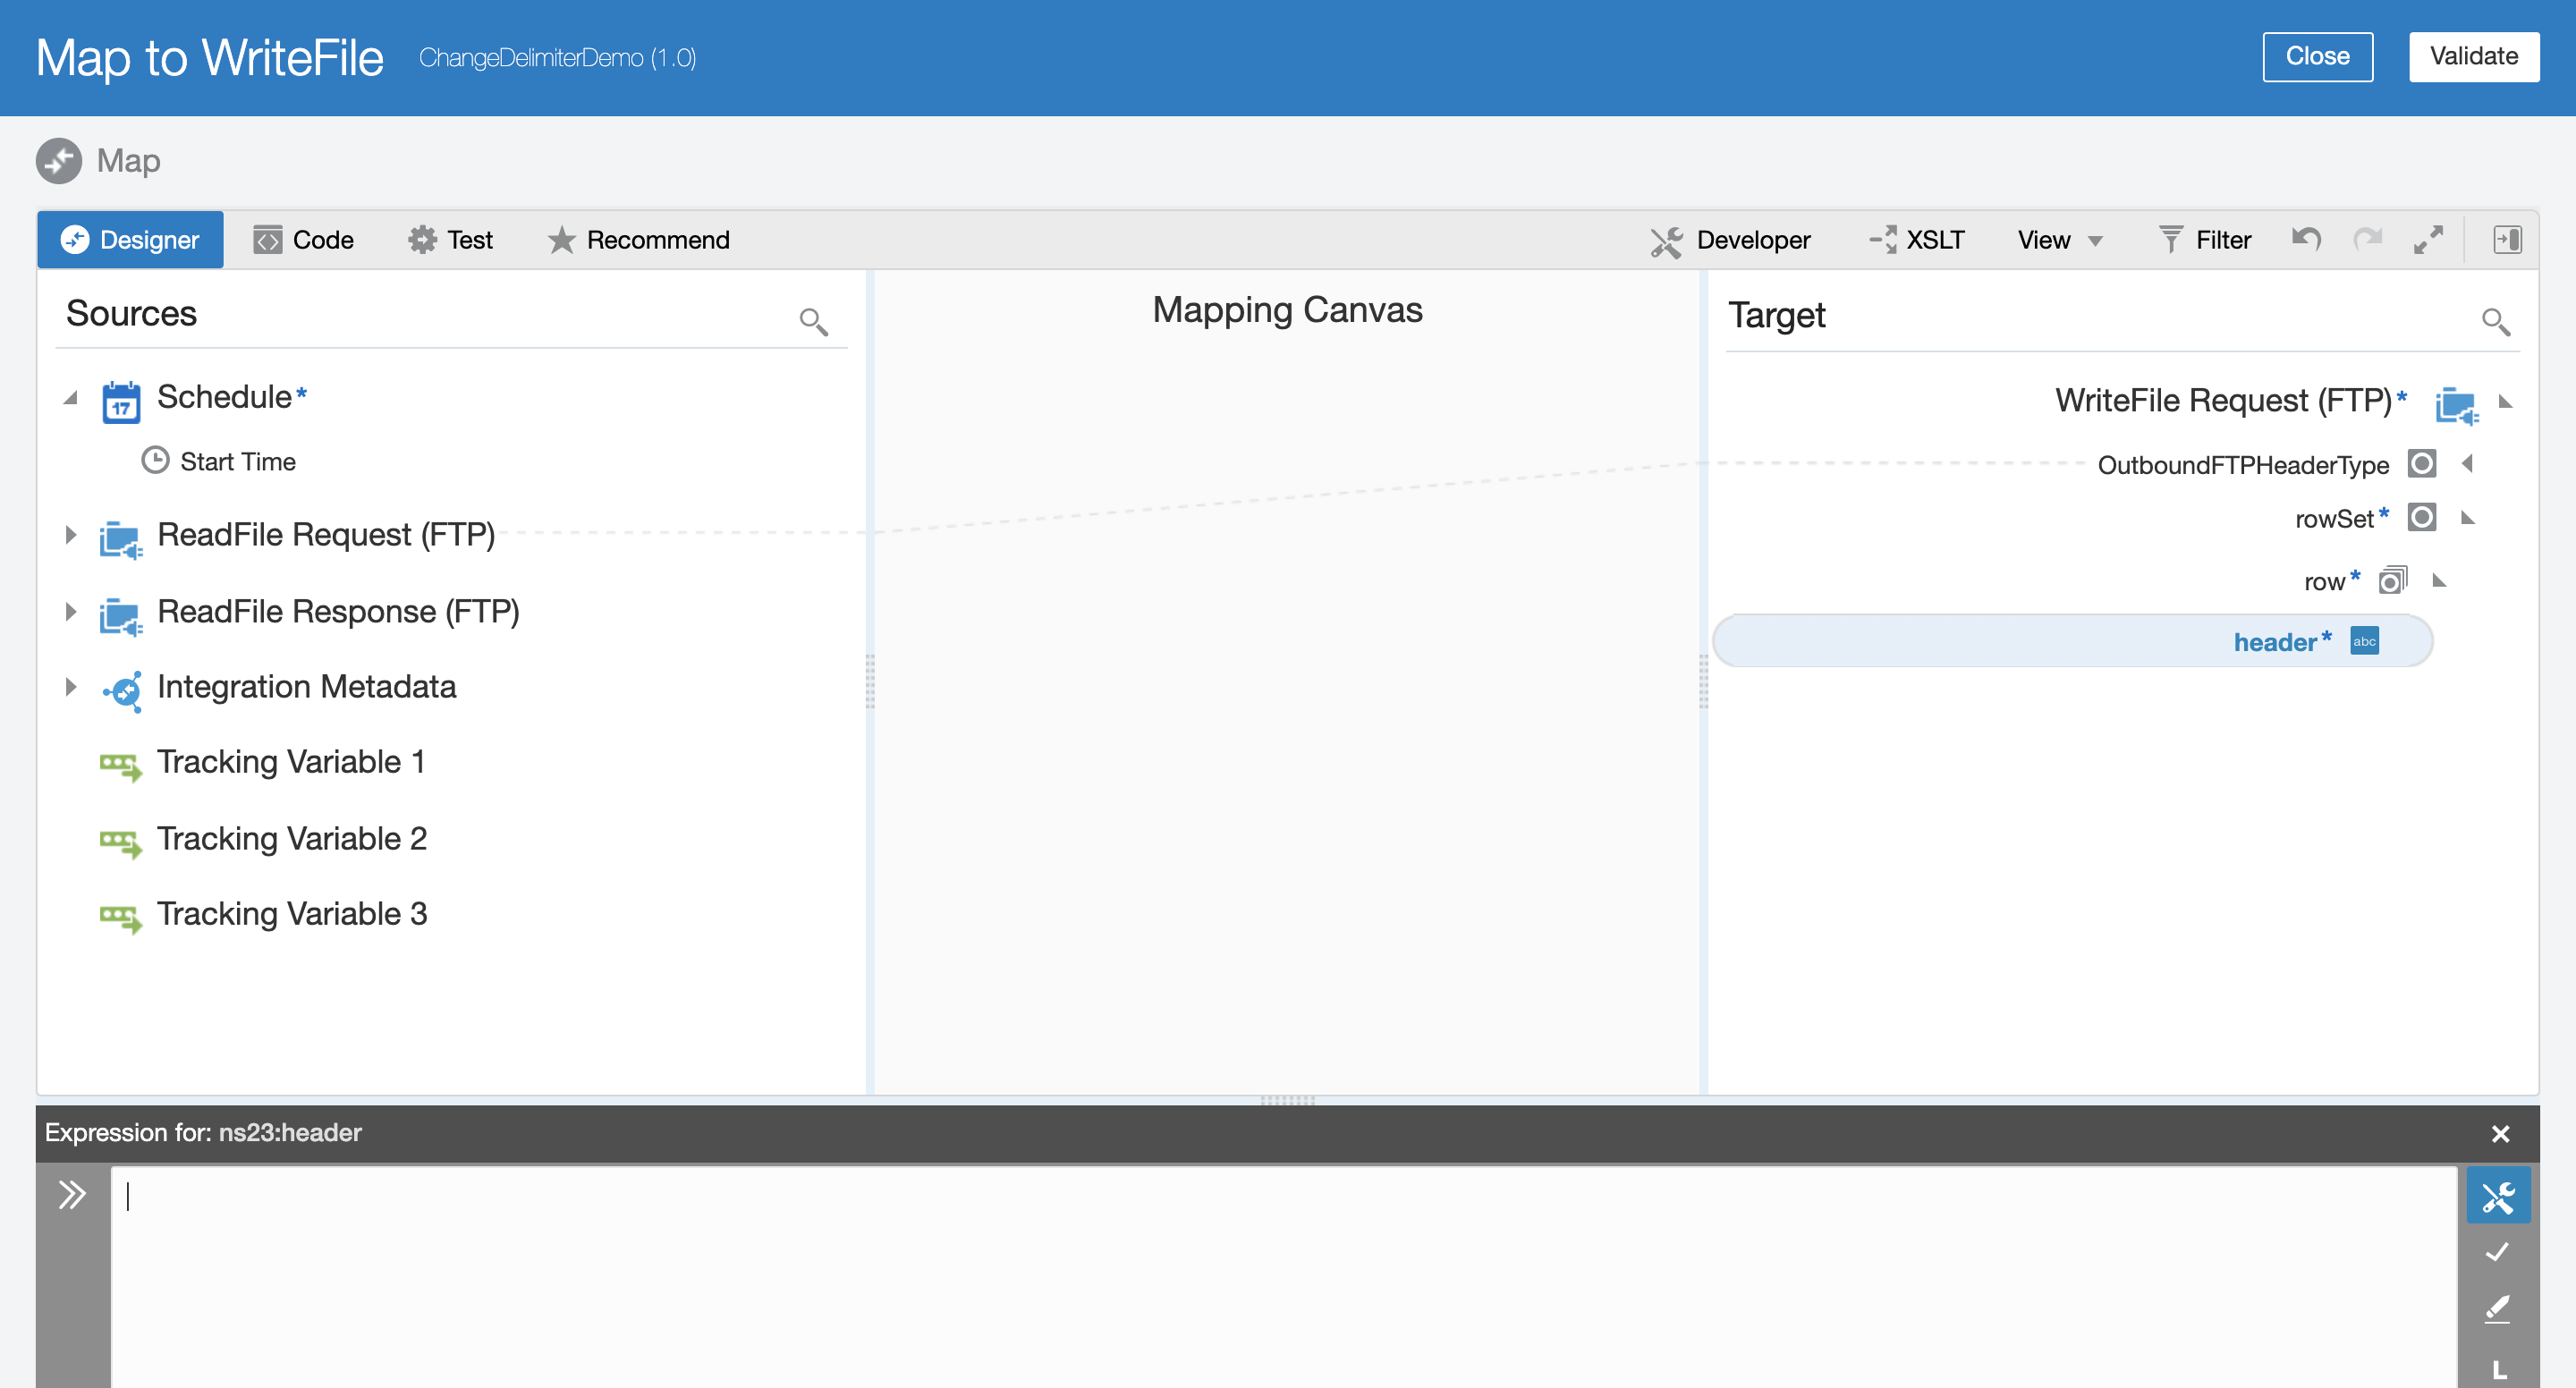 Map to WriteFile ChangeDelimiterDemo (1.0) Close Validate
Map
Designer Code Test Recommend Developer XSLT View Filter
Sources
Mapping Canvas
Target
Schedule*
17
Start Time
ReadFile Request (FTP)
ReadFile Response (FTP)
Integration Metadata
Tracking Variable 1
Tracking Variable 2
Tracking Variable 3
WriteFile Request (FTP)*
OutboundFTPHeaderType
rowSet*
row*
header* abc
Expression for: ns23:header
L